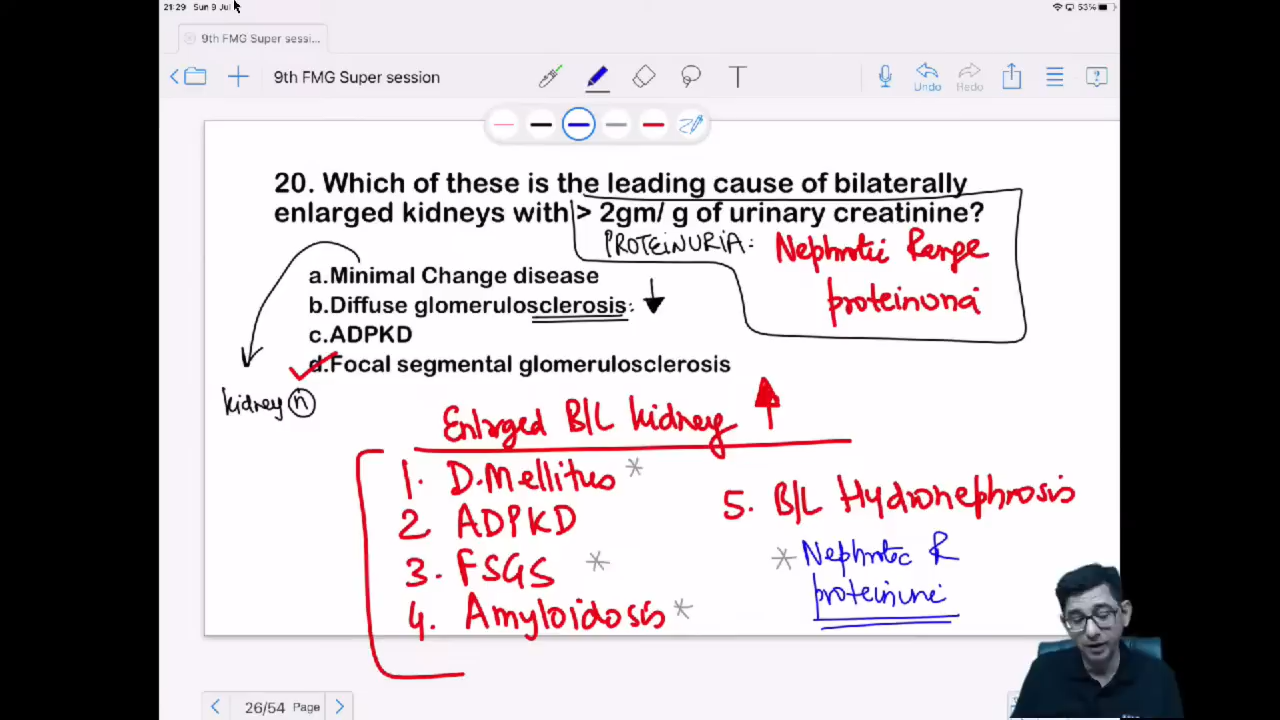 21:29 Sun 9 Jul
53%
9th FMG Super sessi...
9th FMG Super session
T
Undo
Redo
20. Which of these is the leading cause of bilaterally
enlarged kidneys with > 2gm/ g of urinary creatinine?
PROTEINURIA: Nephrotic Range
proteinuria
a.Minimal Change disease
b.Diffuse glomerulosclerosis:
c.ADPKD
d.Focal segmental glomerulosclerosis
kidney n
Enlarged B/L kidney
1. D.Mellitus *
2 ADPKD
3. FSGS *
4. Amyloidosis *
5. B/L Hydronephrosis
* Nephrotic R
proteinuria
26/54 Page